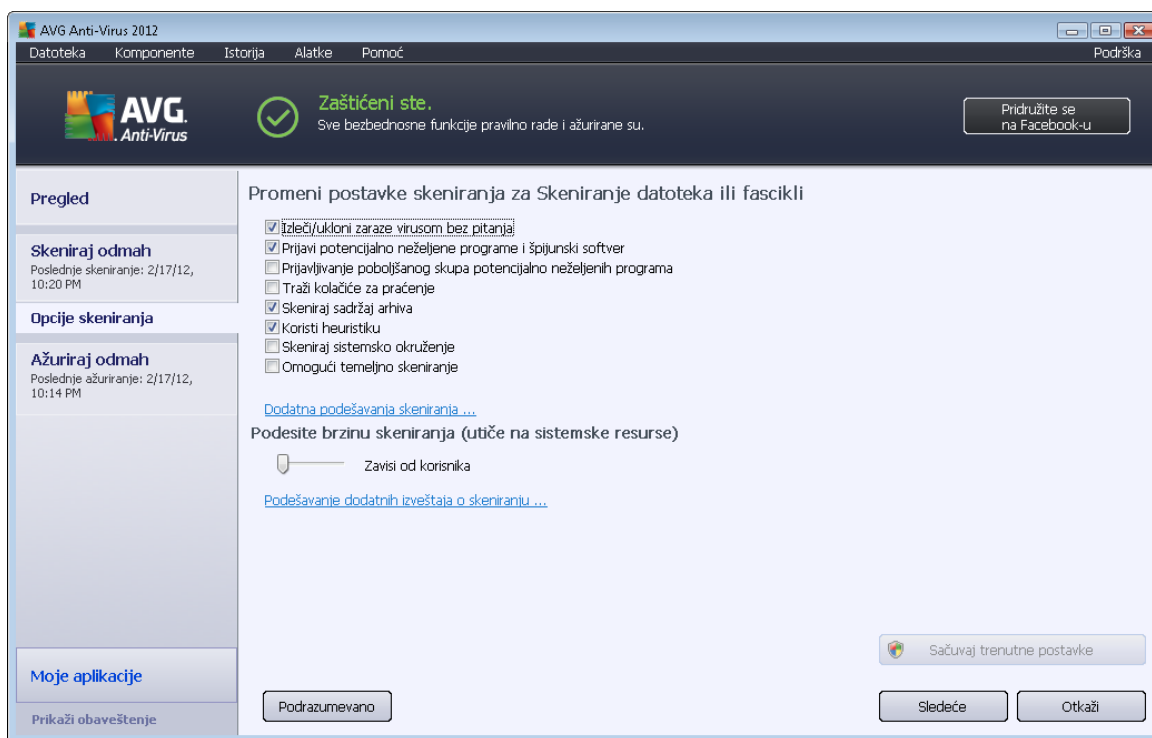 AVG Anti-Virus 2012
Datoteka Komponente Istorija Alatke Pomoć Podrška
AVG.
Anti-Virus
Zaštićeni ste.
Sve bezbednosne funkcije pravilno rade i ažurirane su.
Pridružite se
na Facebook-u
Pregled
Skeniraj odmah
Poslednje skeniranje: 2/17/12,
10:20 PM
Opcije skeniranja
Ažuriraj odmah
Poslednje ažuriranje: 2/17/12,
10:14 PM
Moje aplikacije
Prikaži obaveštenje
Promeni postavke skeniranja za Skeniranje datoteka ili fascikli
Izleči/ukloni zaraze virusom bez pitanja
Prijavi potencijalno neželjene programe i špijunski softver
Prijavljivanje poboljšanog skupa potencijalno neželjenih programa
Traži kolačiće za praćenje
Skeniraj sadržaj arhiva
Koristi heuristiku
Skeniraj sistemsko okruženje
Omogući temeljno skeniranje
Dodatna podešavanja skeniranja ...
Podesite brzinu skeniranja (utiče na sistemske resurse)
Zavisi od korisnika
Podešavanje dodatnih izveštaja o skeniranju ...
Sačuvaj trenutne postavke
Podrazumevano
Sledeće
Otkaži